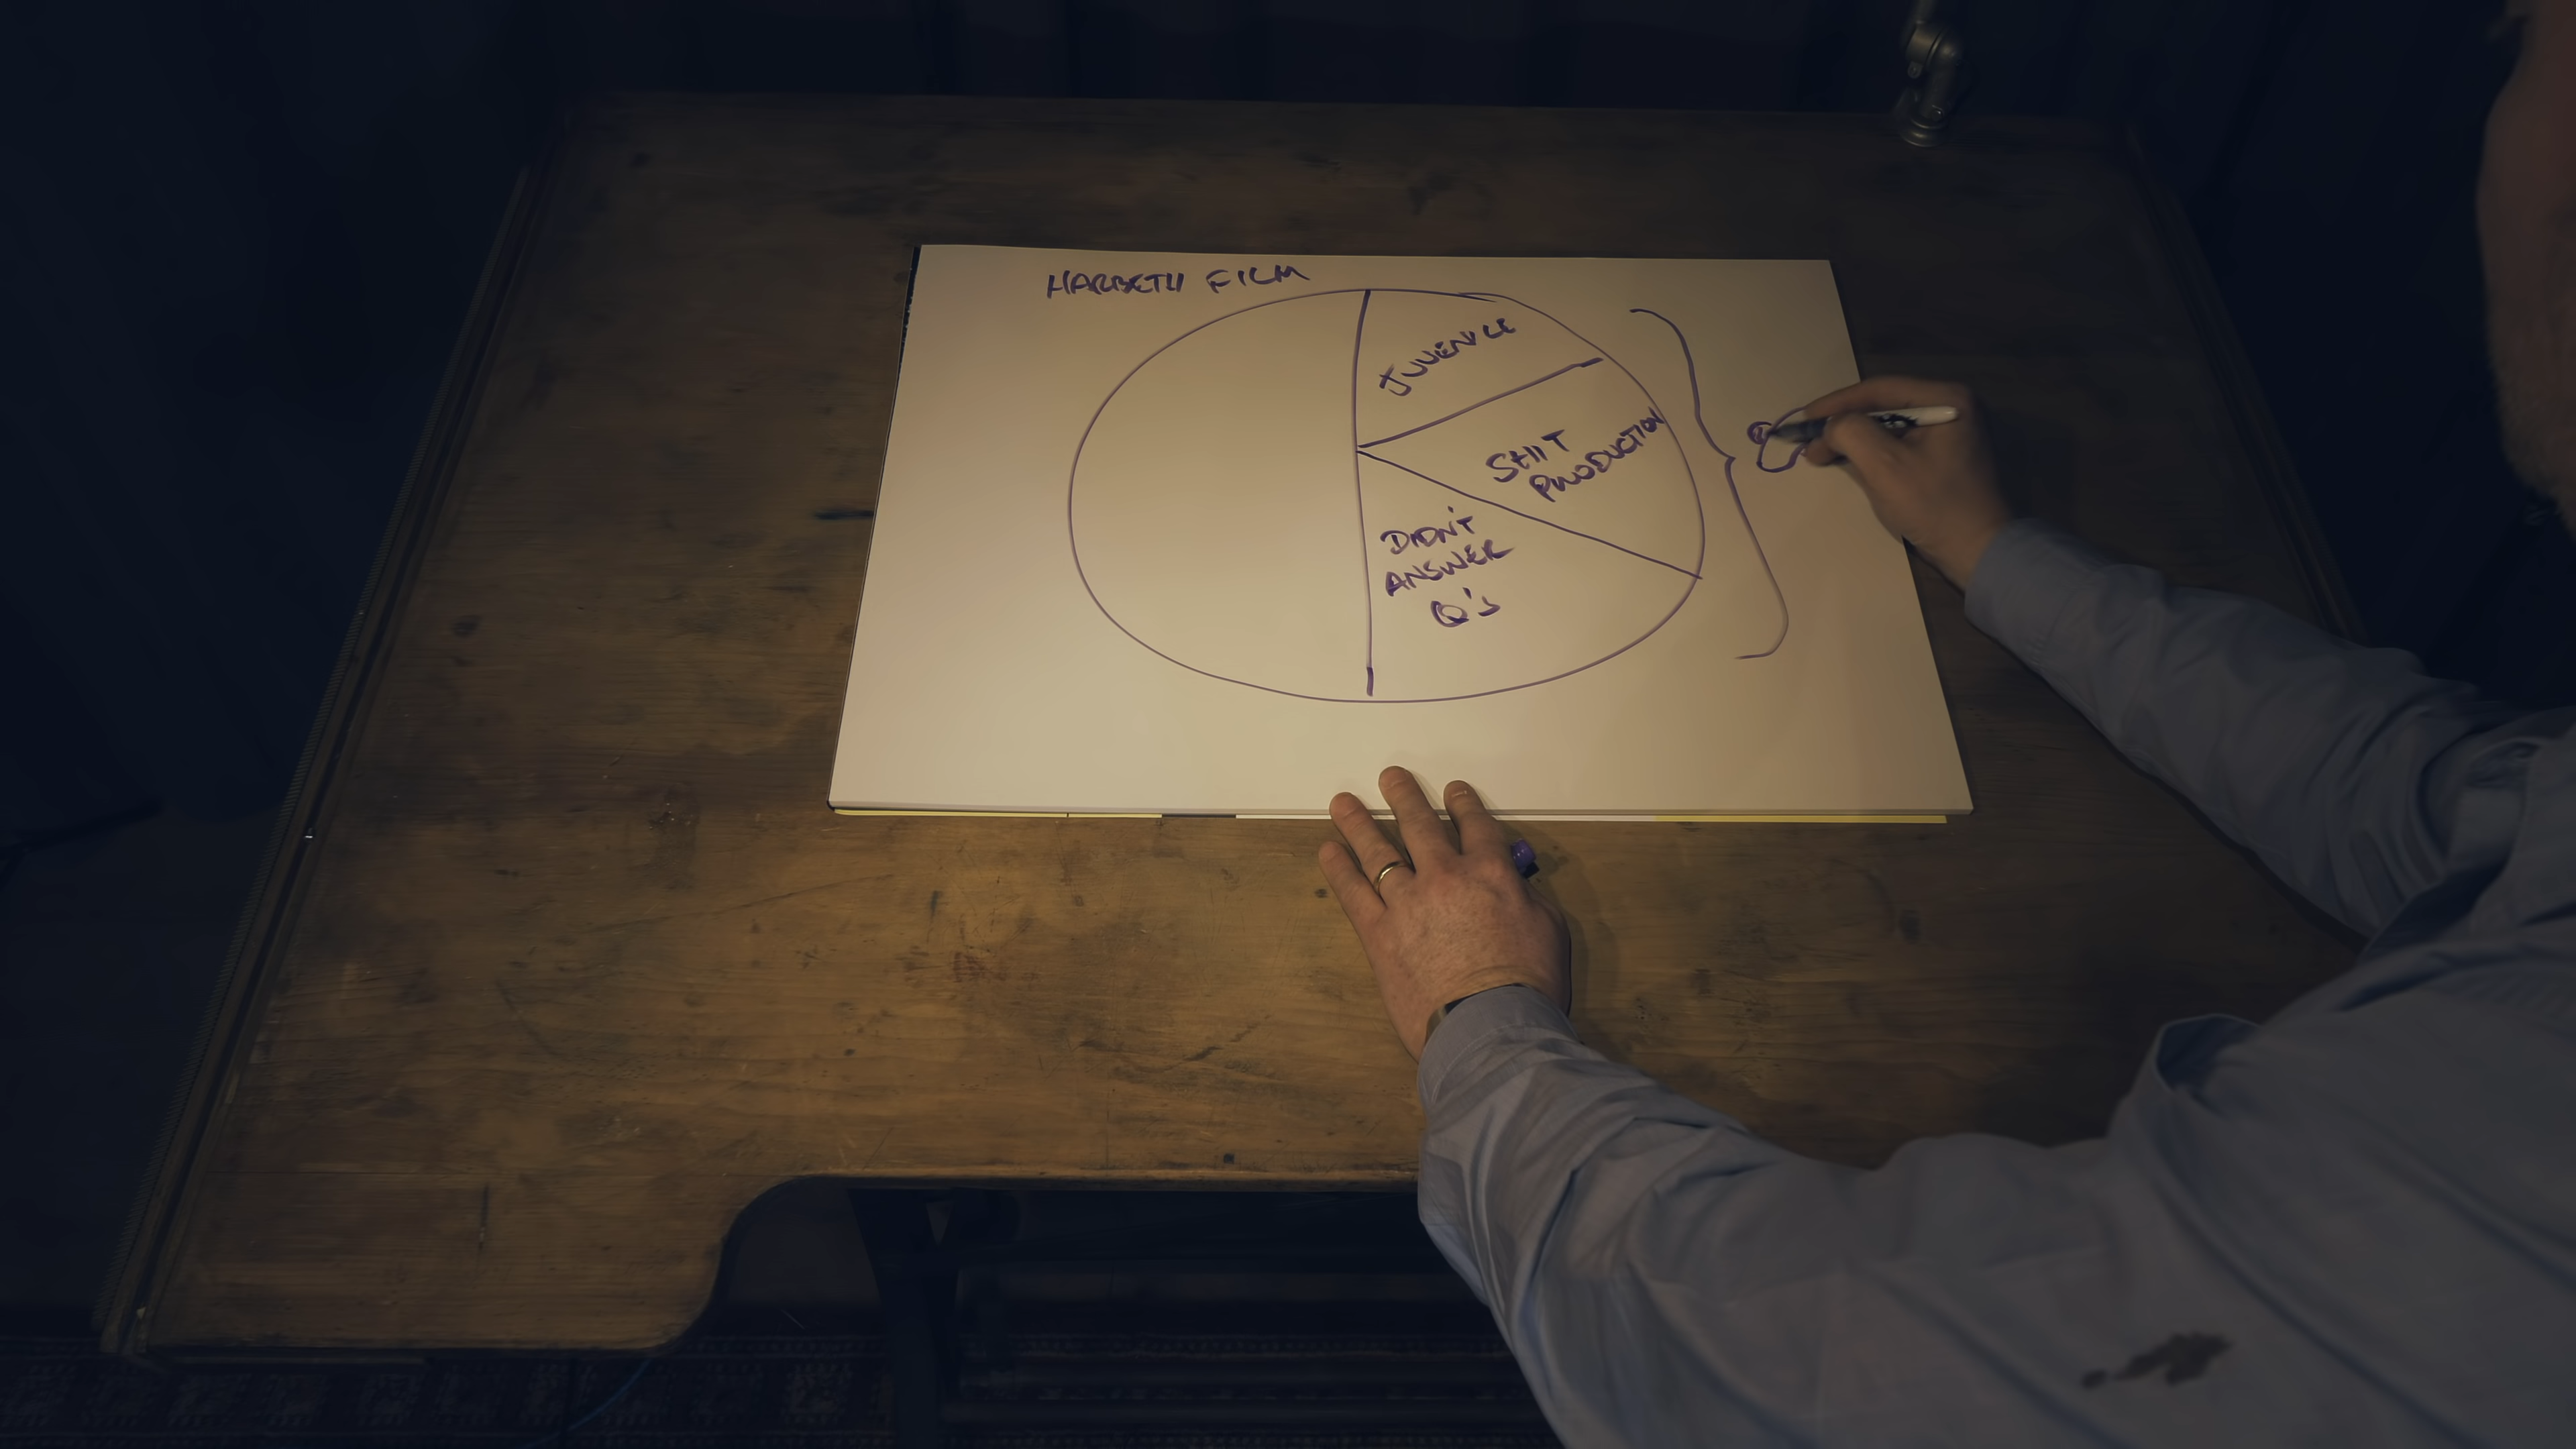 HARBETH FILM
JUVENILE
SHIT
PRODUCTION
DIDN'T
ANSWER
Q's